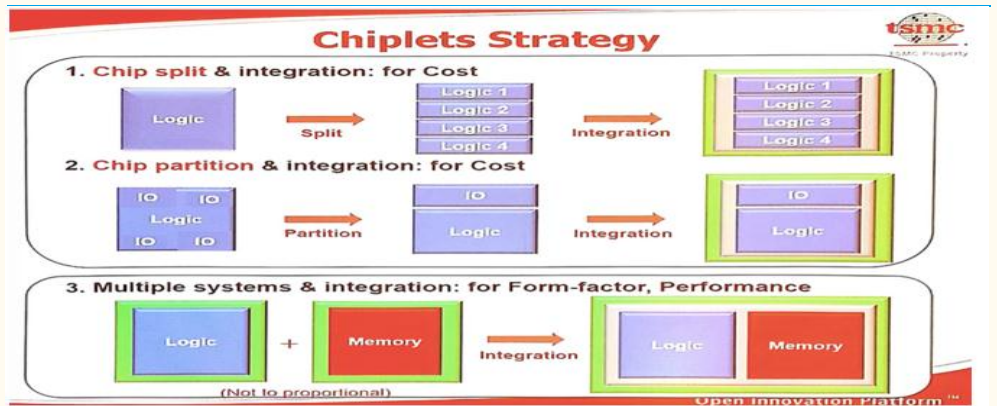 Chiplets Strategy
tsmc
TSMC Property
1. Chip split & integration: for Cost
Logic
Split
Logic 1
Logic 2
Logic 3
Logic 4
Integration
Logic 1
Logic 2
Logic 3
Logic 4
2. Chip partition & integration: for Cost
IO IO
Logic
IO IO
Partition
IO
Logic
Integration
IO
Logic
3. Multiple systems & integration: for Form-factor, Performance
Logic
+
Memory
Integration
Logic
Memory
(Not to proportional)
Open Innovation Platform™